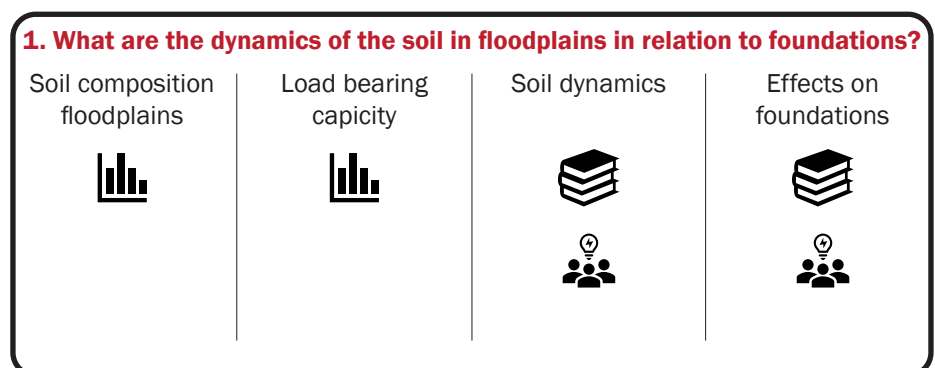 1. What are the dynamics of the soil in floodplains in relation to foundations?
Soil composition
floodplains
Load bearing
capicity
Soil dynamics
Effects on
foundations